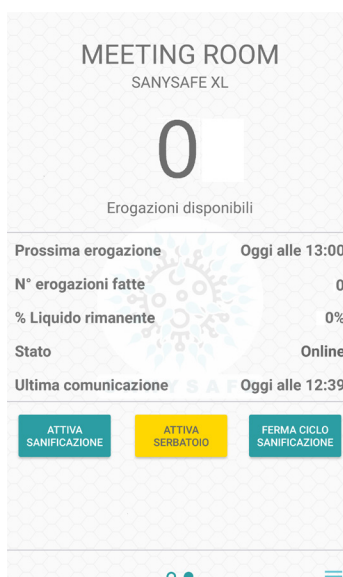 MEETING ROOM
SANYSAFE XL
0
Erogazioni disponibili
Prossima erogazione Oggi alle 13:00
N° erogazioni fatte 0
% Liquido rimanente 0%
Stato Online
Ultima comunicazione Oggi alle 12:39
ATTIVA SANIFICAZIONE
ATTIVA SERBATOIO
FERMA CICLO SANIFICAZIONE